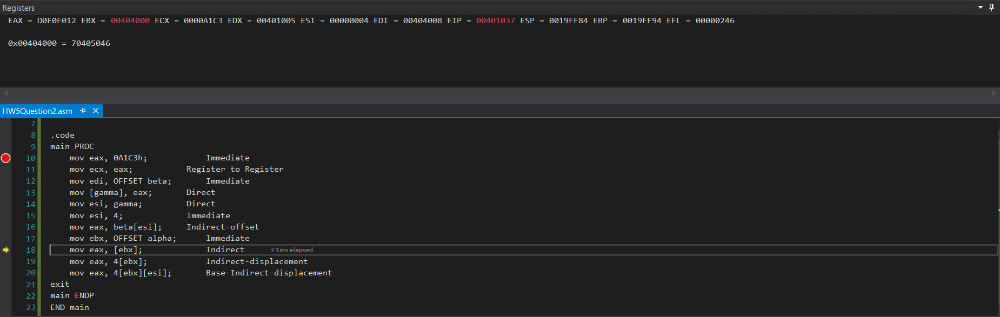 Registers
EAX = D0E0F012 EBX = 00404000 ECX = 0000A1C3 EDX = 00401005 ESI = 00000004 EDI = 00404008 EIP = 00401037 ESP = 0019FF84 EBP = 0019FF94 EFL = 00000246
0x00404000 = 70405046
HW5Question2.asm
7
8 .code
9 main PROC
10 mov eax, 0A1C3h; Immediate
11 mov ecx, eax; Register to Register
12 mov edi, OFFSET beta; Immediate
13 mov [gamma], eax; Direct
14 mov esi, gamma; Direct
15 mov esi, 4; Immediate
16 mov eax, beta[esi]; Indirect-offset
17 mov ebx, OFFSET alpha; Immediate
18 mov eax, [ebx]; Indirect ≤ 1ms elapsed
19 mov eax, 4[ebx]; Indirect-displacement
20 mov eax, 4[ebx][esi]; Base-Indirect-displacement
21 exit
22 main ENDP
23 END main